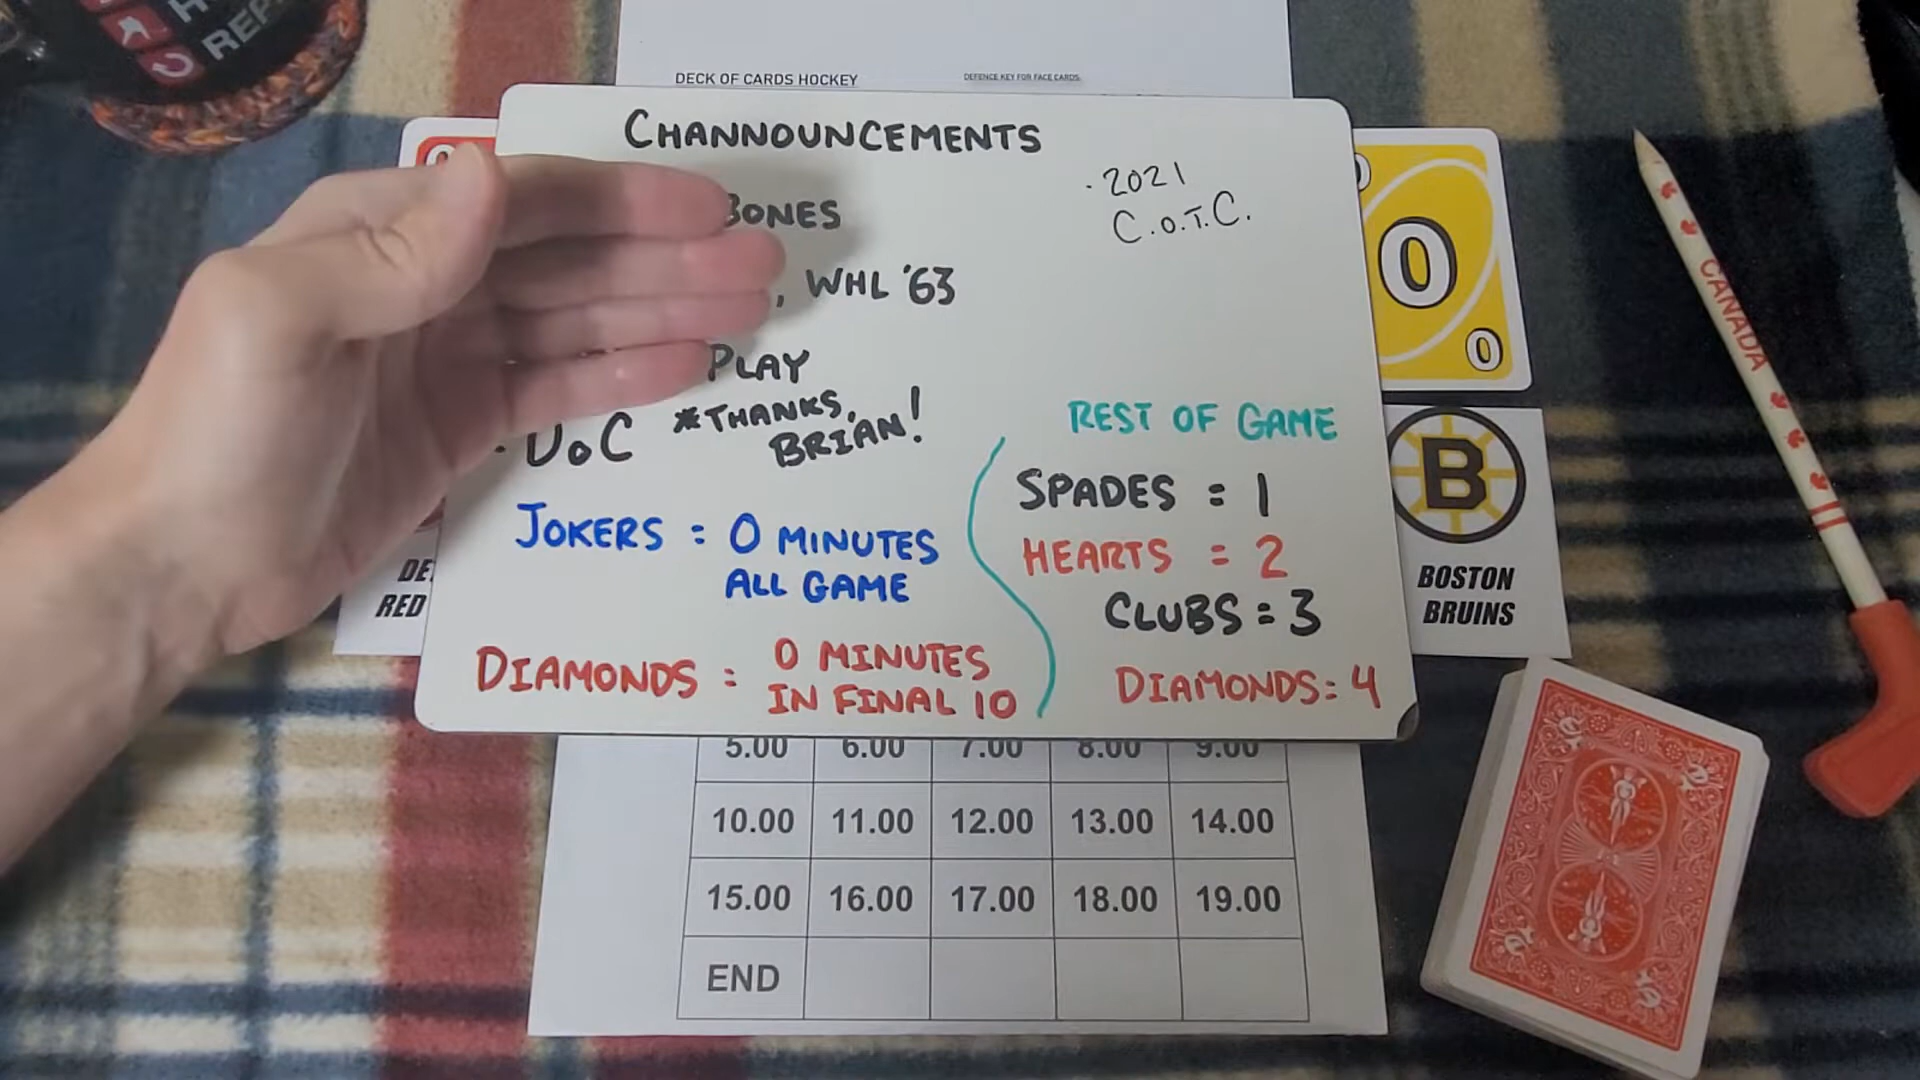 REP
DECK OF CARDS HOCKEY
DEFENCE KEY FOR FACE CARDS
CHANNOUNCEMENTS
BONES
, WHL '63
PLAY
*THANKS, BRIAN!
· DoC
· 2021
C.O.T.C.
JOKERS = 0 MINUTES
ALL GAME
DIAMONDS = 0 MINUTES
IN FINAL 10
REST OF GAME
SPADES = 1
HEARTS = 2
CLUBS = 3
DIAMONDS = 4
0
0
DE
RED
B
BOSTON
BRUINS
CANADA
5.00 6.00 7.00 8.00 9.00
10.00 11.00 12.00 13.00 14.00
15.00 16.00 17.00 18.00 19.00
END